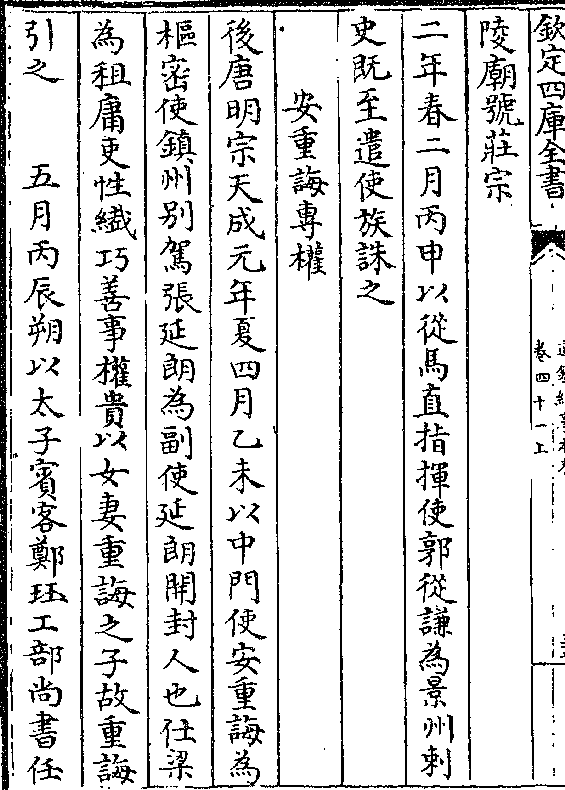 欽定四庫全書
卷四十一上
陵廟號莊宗
二年春二月丙申以從馬直指揮使郭從謙為景州刺
史既至遣使族誅之
安重誨專權
後唐明宗天成元年夏四月乙未以中門使安重誨為
樞密使鎮州别駕張延朗為副使延朗開封人也仕梁
為租庸吏性纎巧善事權貴以女妻重誨之子故重誨
引之　五月丙辰朔以太子賓客鄭珏工部尚書任